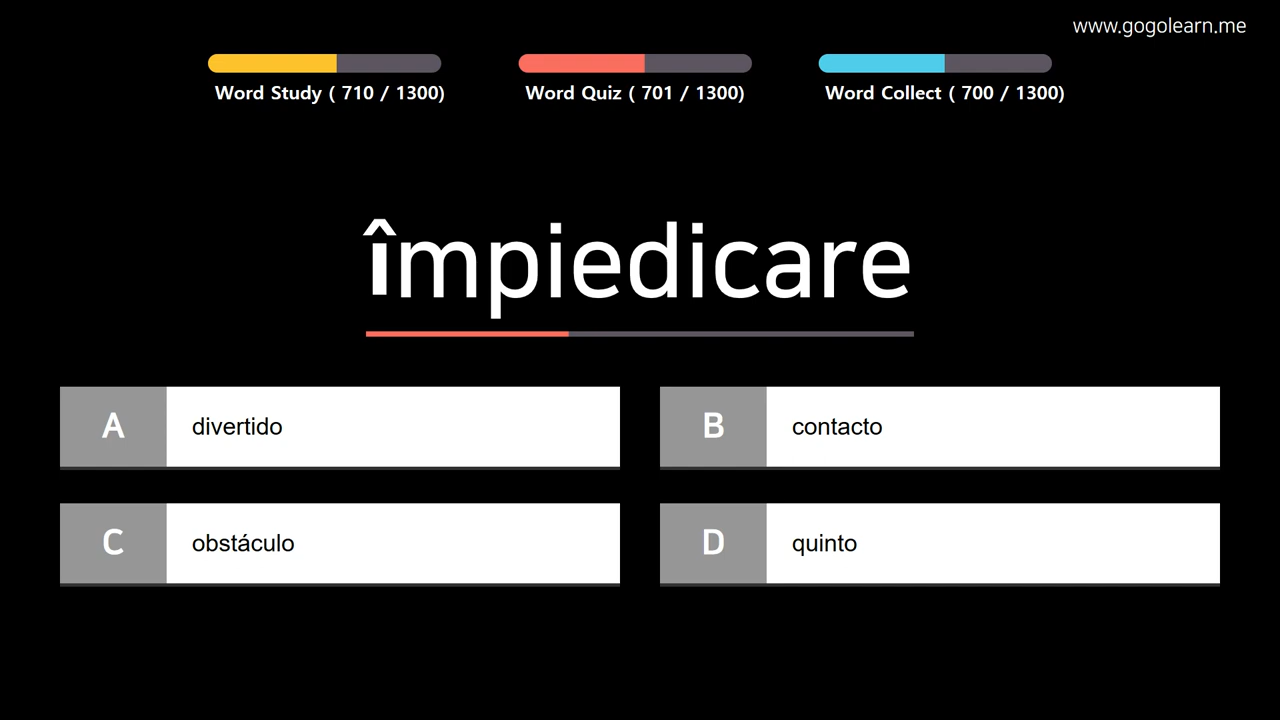 www.gogolearn.me
Word Study ( 710 / 1300)
Word Quiz ( 701 / 1300)
Word Collect ( 700 / 1300)
împiedicare
A divertido
B contacto
C obstáculo
D quinto